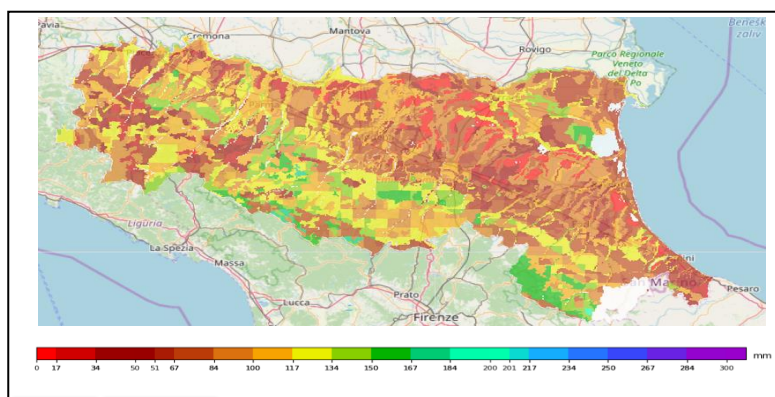 Cremona
Mantova
Rovigo
Parco Regionale
Veneto
del Delta
Po
Beneški
zaliv
Liguria
La Spezia
Massa
Lucca
Prato
Firenze
Pesaro
mm
0 17 34 50 51 67 84 100 117 134 150 167 184 200 201 217 234 250 267 284 300